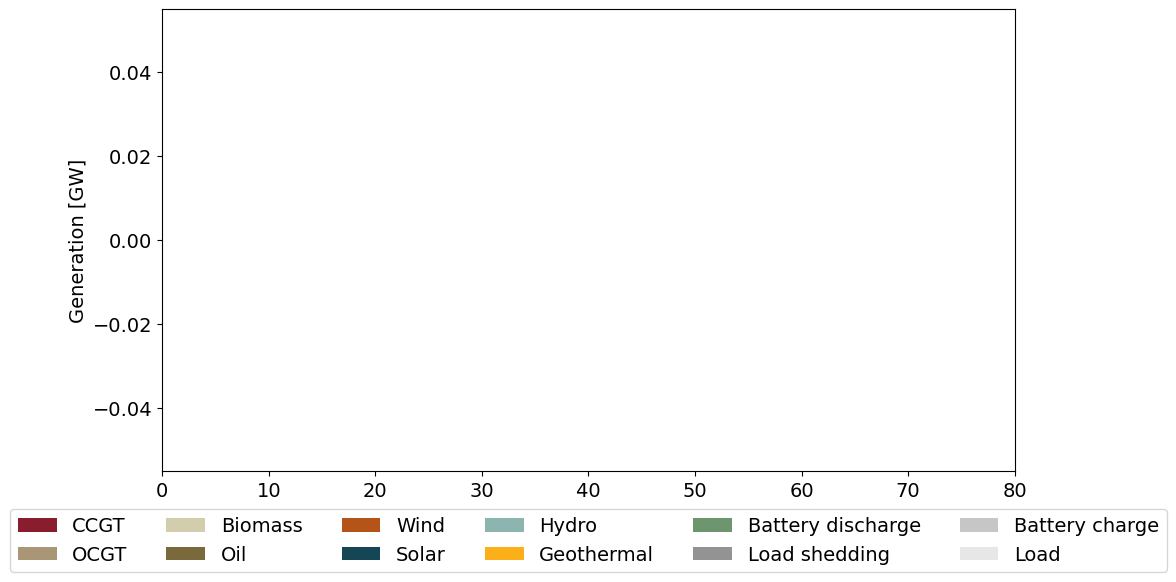 0.04
0.02
0.00
−0.02
−0.04
Generation [GW]
0 10 20 30 40 50 60 70 80
CCGT Biomass Wind Hydro Battery discharge Battery charge
OCGT Oil Solar Geothermal Load shedding Load